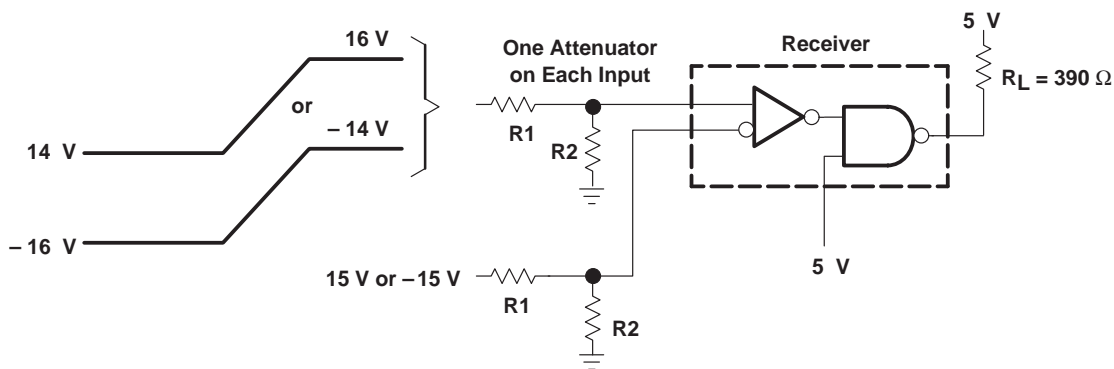 5 V
16 V
One Attenuator
on Each Input
Receiver
R_L = 390 Ω
or
R1
R2
14 V
– 14 V
– 16 V
15 V or –15 V
R1
R2
5 V